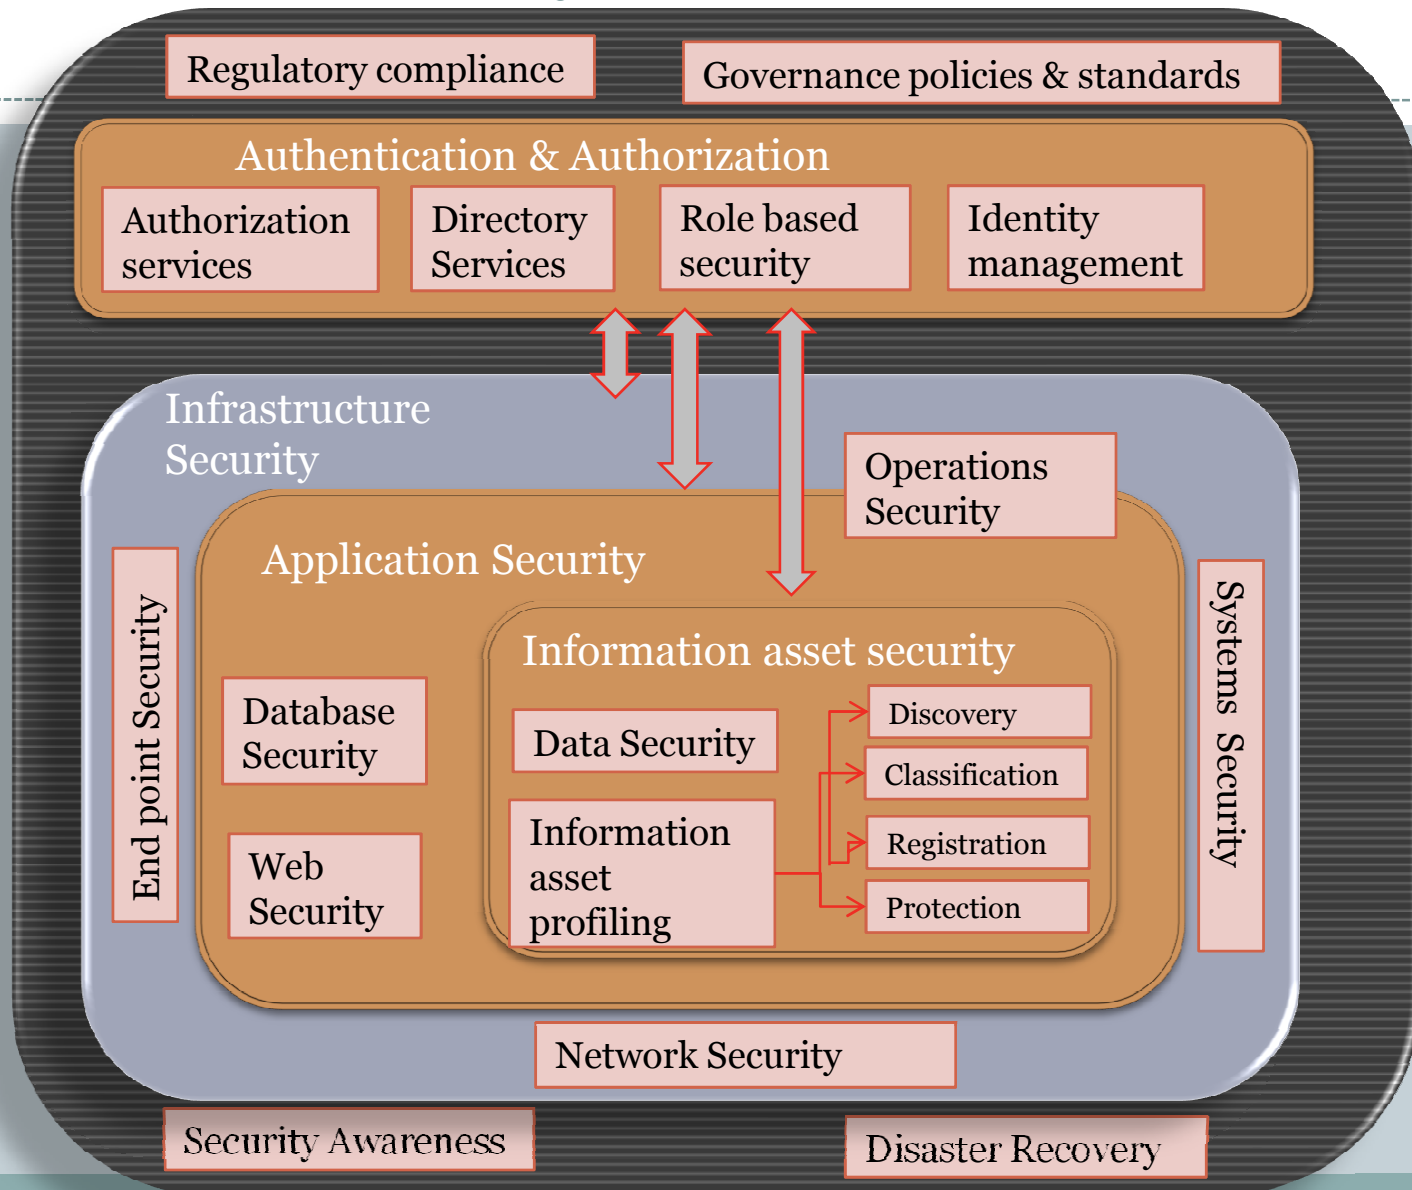 Regulatory compliance
Governance policies & standards
Authentication & Authorization
Authorization
services
Directory
Services
Role based
security
Identity
management
Infrastructure
Security
Operations
Security
Application Security
End point Security
Systems Security
Information asset security
Database
Security
Data Security
Discovery
Classification
Information
asset
profiling
Registration
Protection
Web
Security
Network Security
Security Awareness
Disaster Recovery